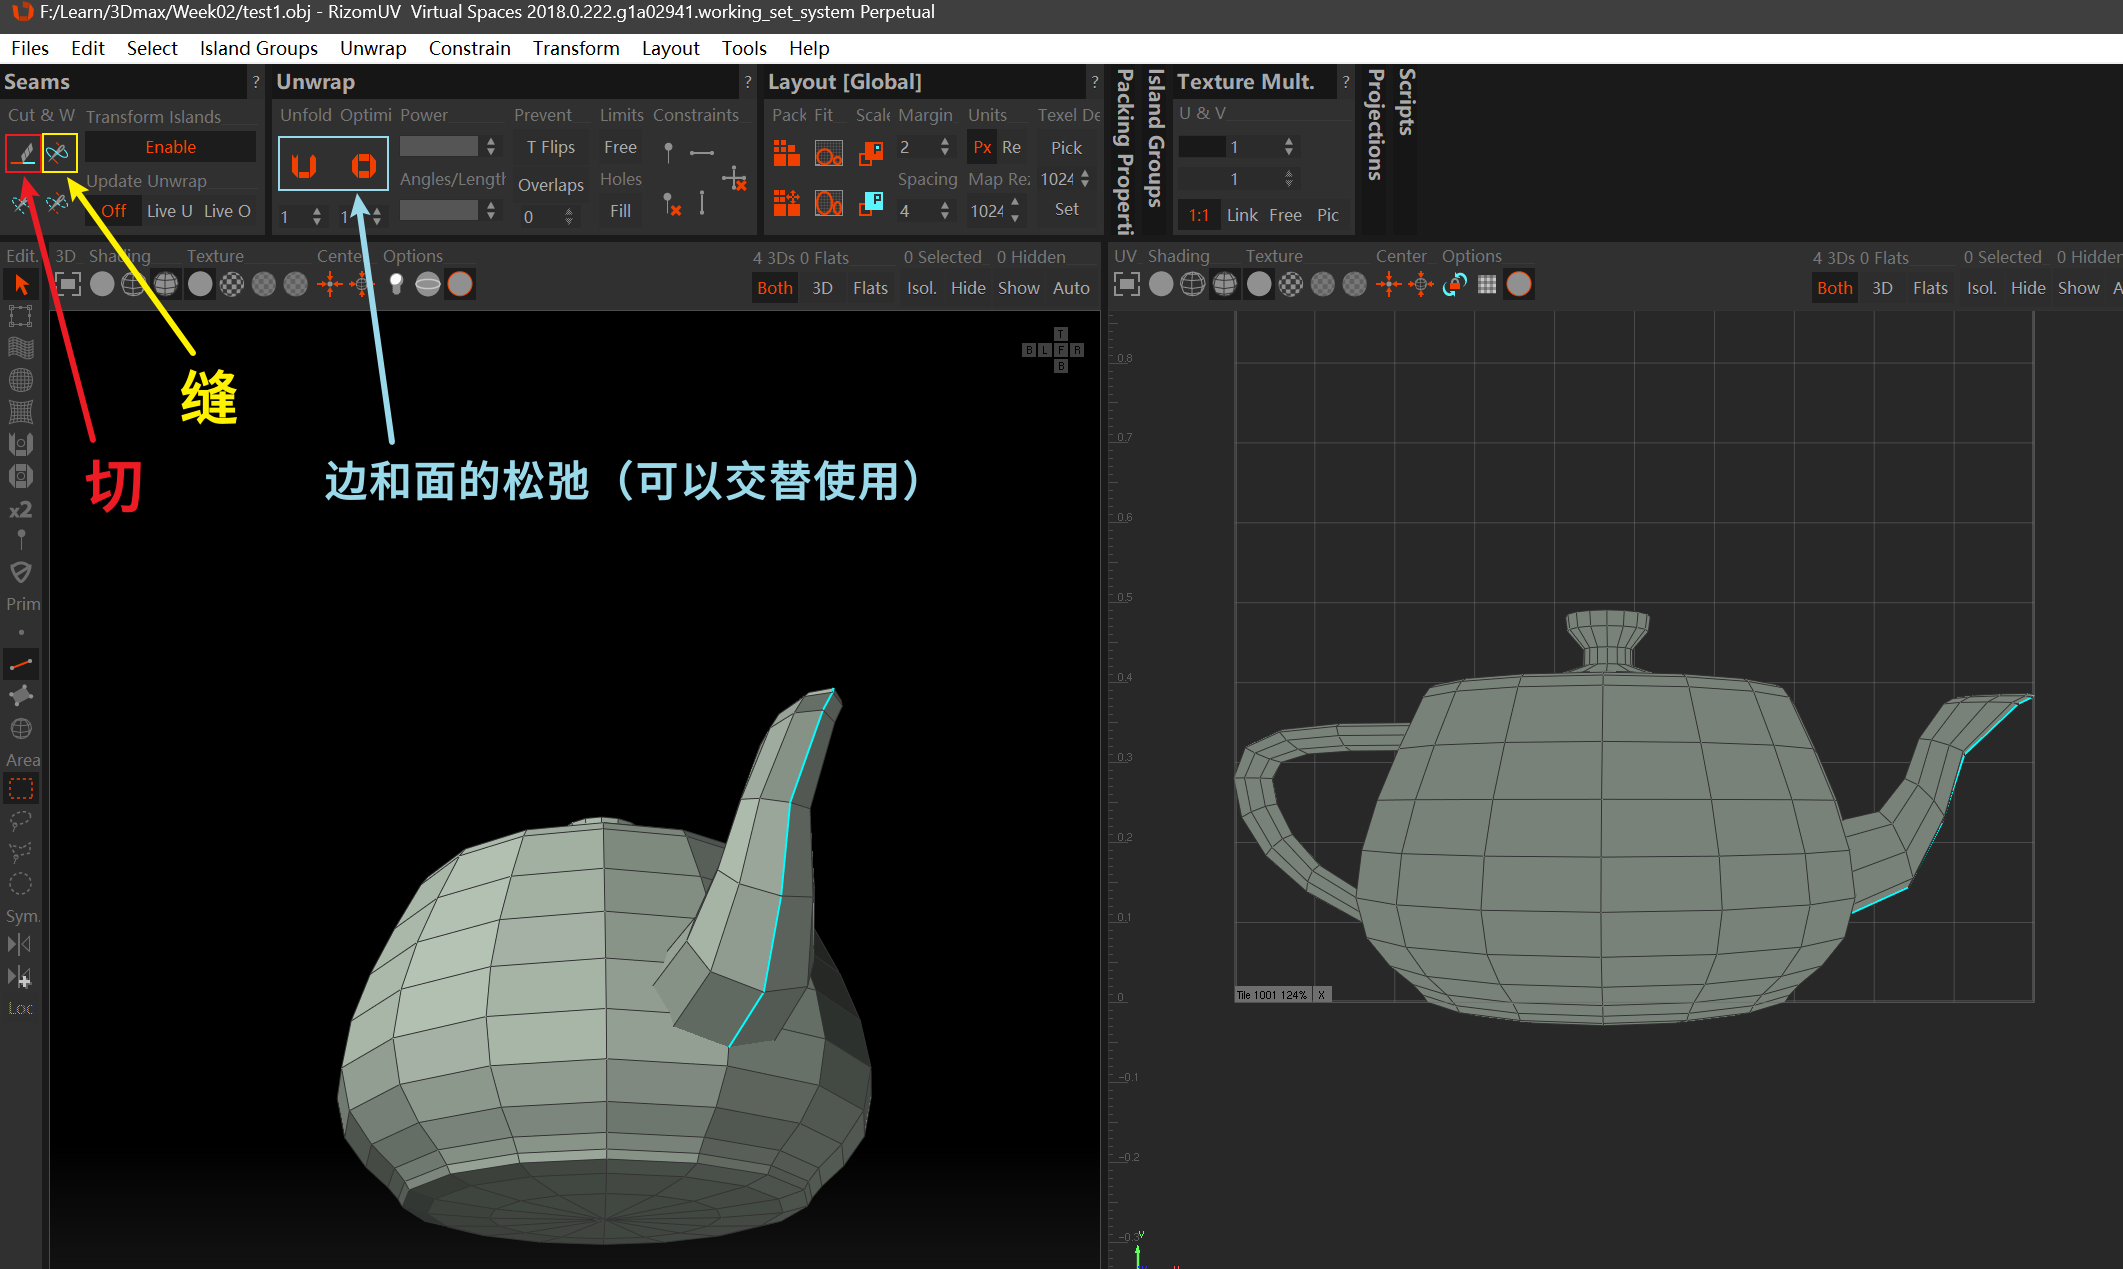 F:/Learn/3Dmax/Week02/test1.obj - RizomUV Virtual Spaces 2018.0.222.g1a02941.working_set_system Perpetual
Files Edit Select Island Groups Unwrap Constrain Transform Layout Tools Help
Seams ? Unwrap ? Layout [Global] ? Texture Mult. ?
Packing Properti
Island Groups
Projections
Scripts
Cut & W Transform Islands Unfold Optimi Power Prevent Limits Constraints Pack Fit Scale Margin Units Texel De U & V
Enable T Flips Free 2 Px Re Pick 1
Update Unwrap Angles/Length Overlaps Holes Spacing Map Rez 1024 1
Off Live U Live O 1 1 0 Fill 4 1024 Set 1:1 Link Free Pic
Edit. 3D Shading Texture Center Options 4 3Ds 0 Flats 0 Selected 0 Hidden
Both 3D Flats Isol. Hide Show Auto
UV Shading Texture Center Options 4 3Ds 0 Flats 0 Selected 0 Hidden
Both 3D Flats Isol. Hide Show A
T
B L F R
B
缝
切
边和面的松弛（可以交替使用）
x2
Prim
Area
Sym.
Loc
0.8
0.7
0.6
0.5
0.4
0.3
0.2
0.1
0
-0.1
-0.2
-0.3
Tile 1001 124% X
Y